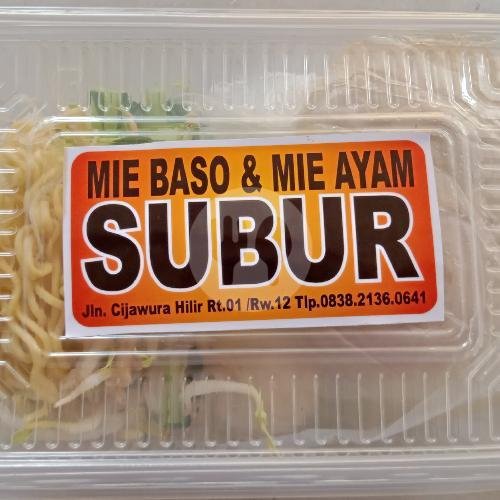 MIE BASO & MIE AYAM
SUBUR
Jln. Cijawura Hilir Rt.01 /Rw.12 Tlp.0838.2136.0641